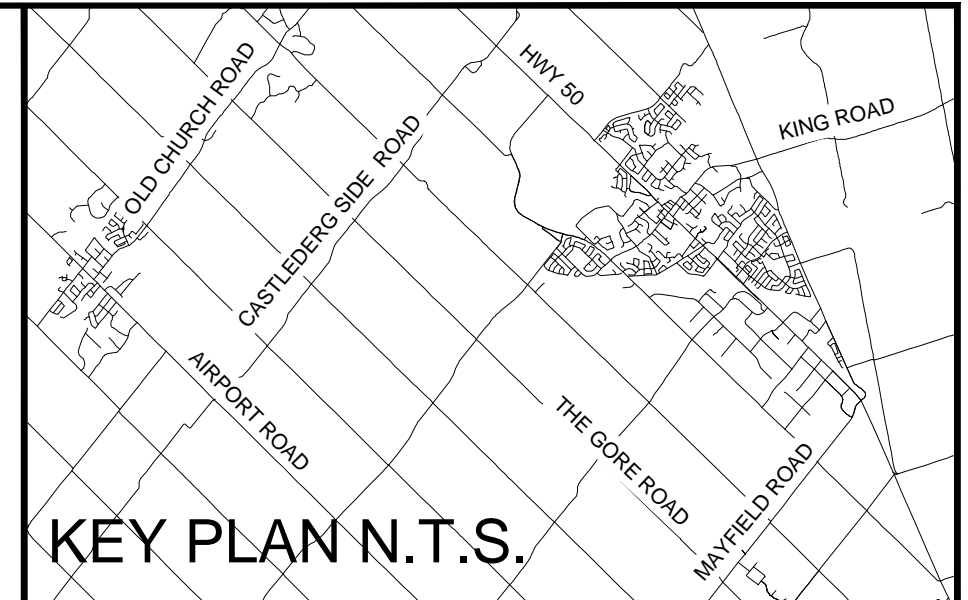 HWY 50
OLD CHURCH ROAD
KING ROAD
CASTLEDERG SIDE ROAD
AIRPORT ROAD
THE GORE ROAD
MAYFIELD ROAD
KEY PLAN N.T.S.